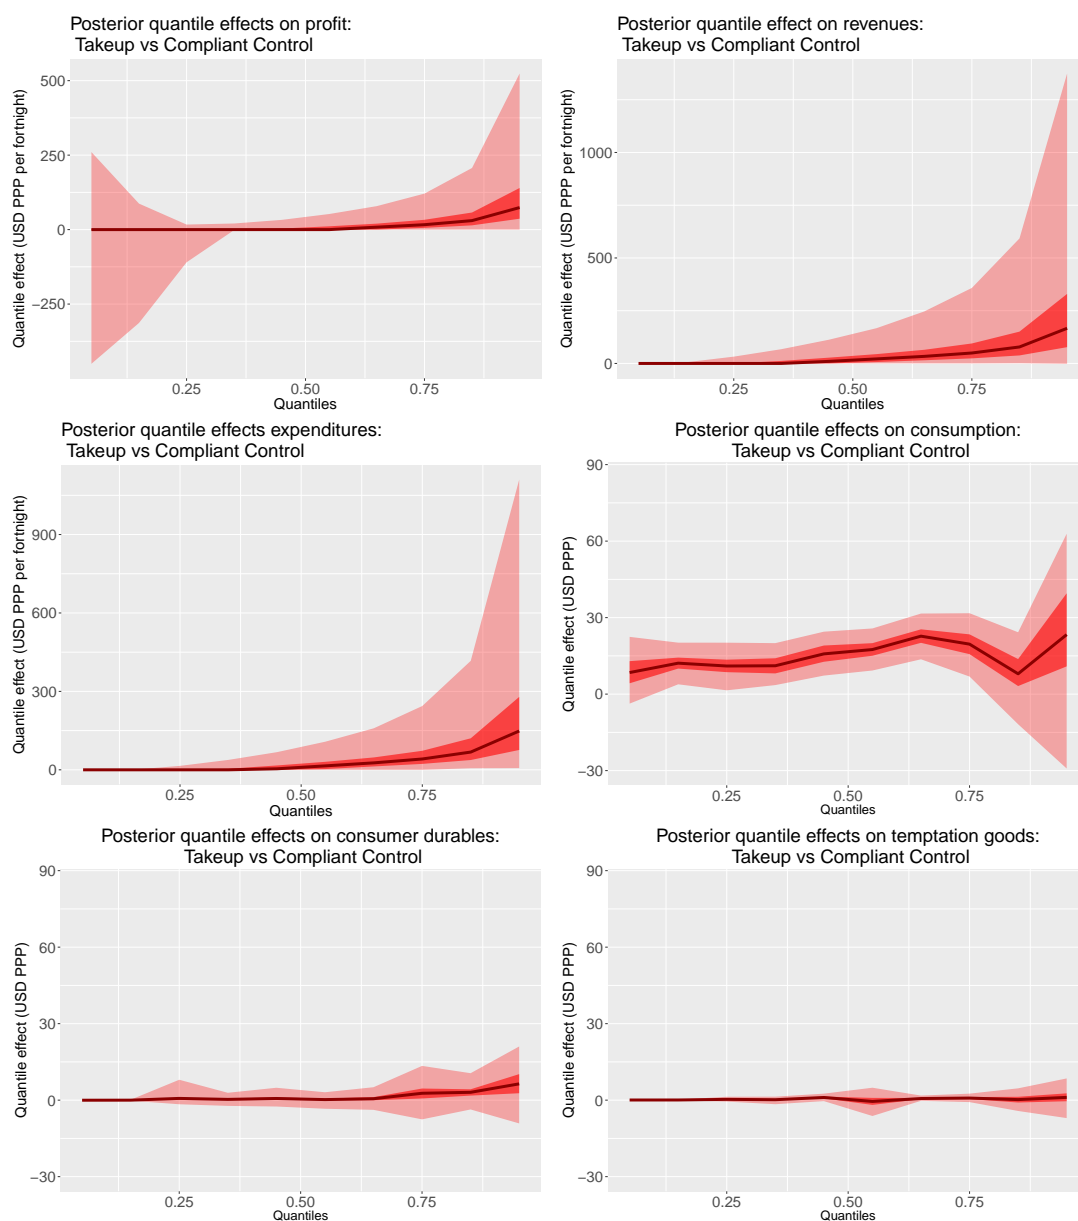 Posterior quantile effects on profit:
Takeup vs Compliant Control
Quantile effect (USD PPP per fortnight)
500
250
0
−250
0.25
0.50
0.75
Quantiles
Posterior quantile effect on revenues:
Takeup vs Compliant Control
Quantile effect (USD PPP per fortnight)
1000
500
0
0.25
0.50
0.75
Quantiles
Posterior quantile effects expenditures:
Takeup vs Compliant Control
Quantile effect (USD PPP per fortnight)
900
600
300
0
0.25
0.50
0.75
Quantiles
Posterior quantile effects on consumption:
Takeup vs Compliant Control
Quantile effect (USD PPP)
90
60
30
0
−30
0.25
0.50
0.75
Quantiles
Posterior quantile effects on consumer durables:
Takeup vs Compliant Control
Quantile effect (USD PPP)
90
60
30
0
−30
0.25
0.50
0.75
Quantiles
Posterior quantile effects on temptation goods:
Takeup vs Compliant Control
Quantile effect (USD PPP)
90
60
30
0
−30
0.25
0.50
0.75
Quantiles